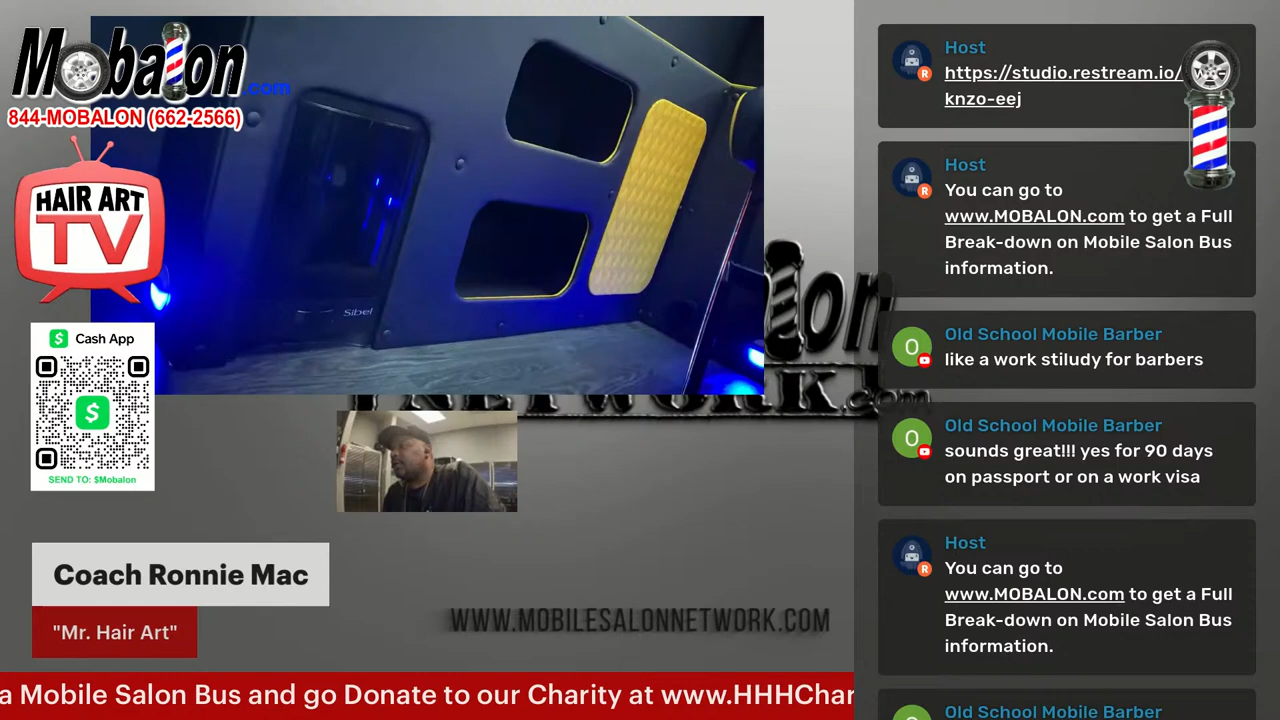 Mobalon
.com
844-MOBALON (662-2566)
HAIR ART
TV
Cash App
$
SEND TO: $Mobalon
Sibel
alon
NETWORK.com
Coach Ronnie Mac
"Mr. Hair Art"
WWW.MOBILESALONNETWORK.COM
a Mobile Salon Bus and go Donate to our Charity at www.HHHChar
Host
https://studio.restream.io/
knzo-eej
Host
You can go to
www.MOBALON.com to get a Full
Break-down on Mobile Salon Bus
information.
Old School Mobile Barber
like a work stiludy for barbers
Old School Mobile Barber
sounds great!!! yes for 90 days
on passport or on a work visa
Host
You can go to
www.MOBALON.com to get a Full
Break-down on Mobile Salon Bus
information.
Old School Mobile Barber